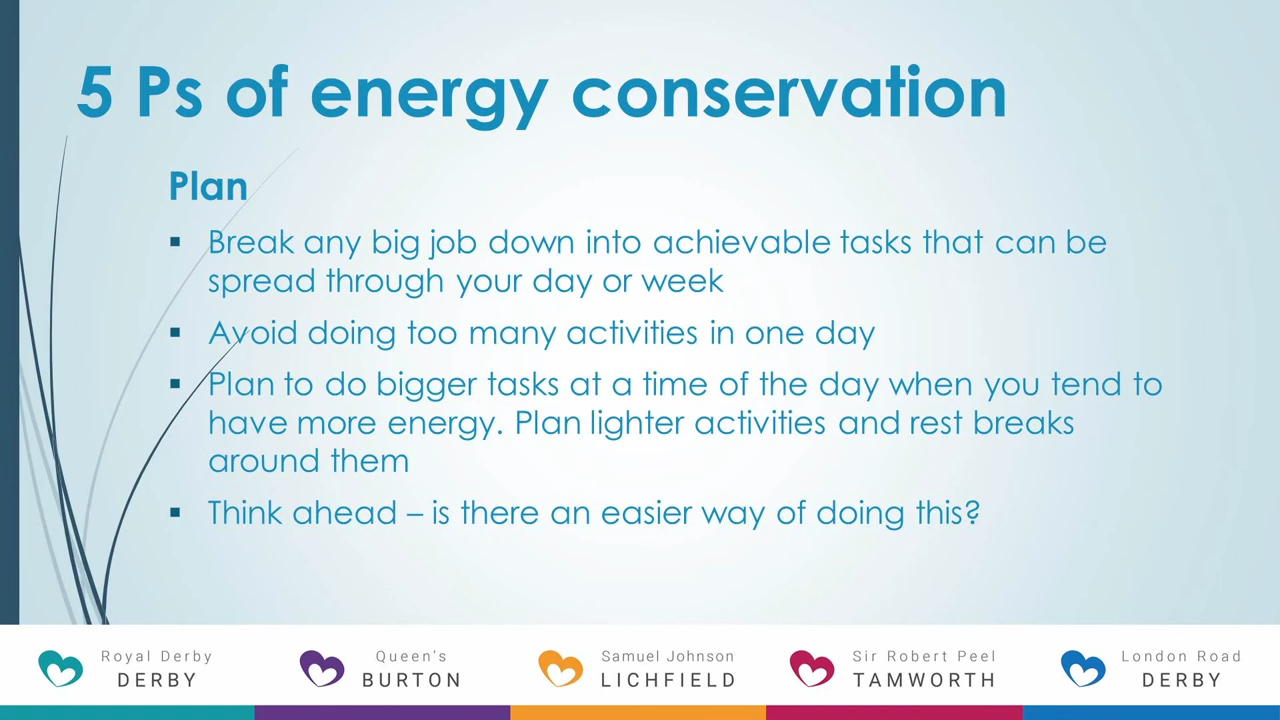 5 Ps of energy conservation
Plan
▪ Break any big job down into achievable tasks that can be
spread through your day or week
▪ Avoid doing too many activities in one day
▪ Plan to do bigger tasks at a time of the day when you tend to
have more energy. Plan lighter activities and rest breaks
around them
▪ Think ahead – is there an easier way of doing this?
Royal Derby
DERBY
Queen's
BURTON
Samuel Johnson
LICHFIELD
Sir Robert Peel
TAMWORTH
London Road
DERBY